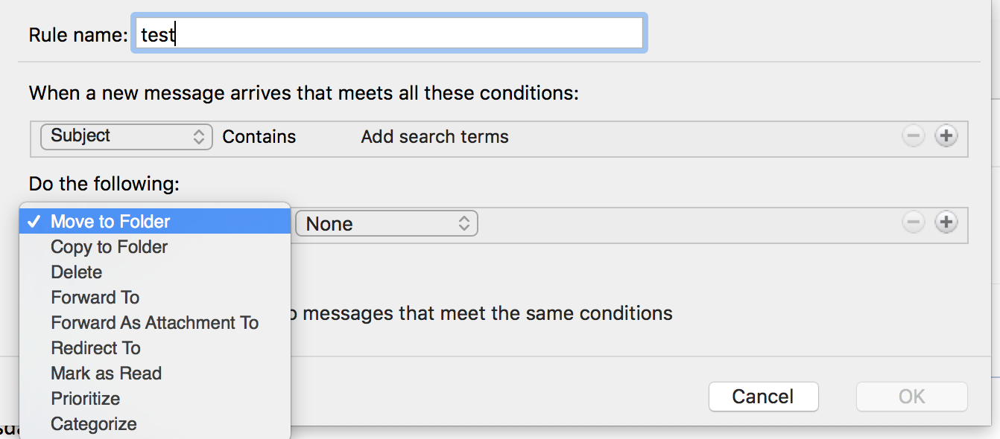 Rule name: test
When a new message arrives that meets all these conditions:
Subject Contains Add search terms
Do the following:
Move to Folder None
Copy to Folder
Delete
Forward To
Forward As Attachment To
messages that meet the same conditions
Redirect To
Mark as Read
Prioritize
Categorize
Cancel OK